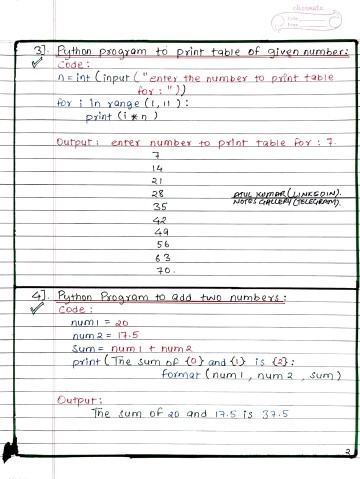 classmate
Date
Page
3]. Python program to print table of given number:
Code:
n=int(input("enter the number to print table
for:"))
for i in range (1,11):
print(i*n)
Output: enter number to print table for: 7.
7
14
21
28
ATUL KUMAR (LINKEDIN).
35
NOTES GALLERY (TELEGRAM).
42
49
56
63
70.
4]. Python Program to add two numbers:
Code:
num1 = 20
num2 = 17.5
Sum = num1 + num2
print(The sum of {0} and {1} is {2}:
format (num1, num2, sum)
Output:
The sum of 20 and 17.5 is 37.5
2